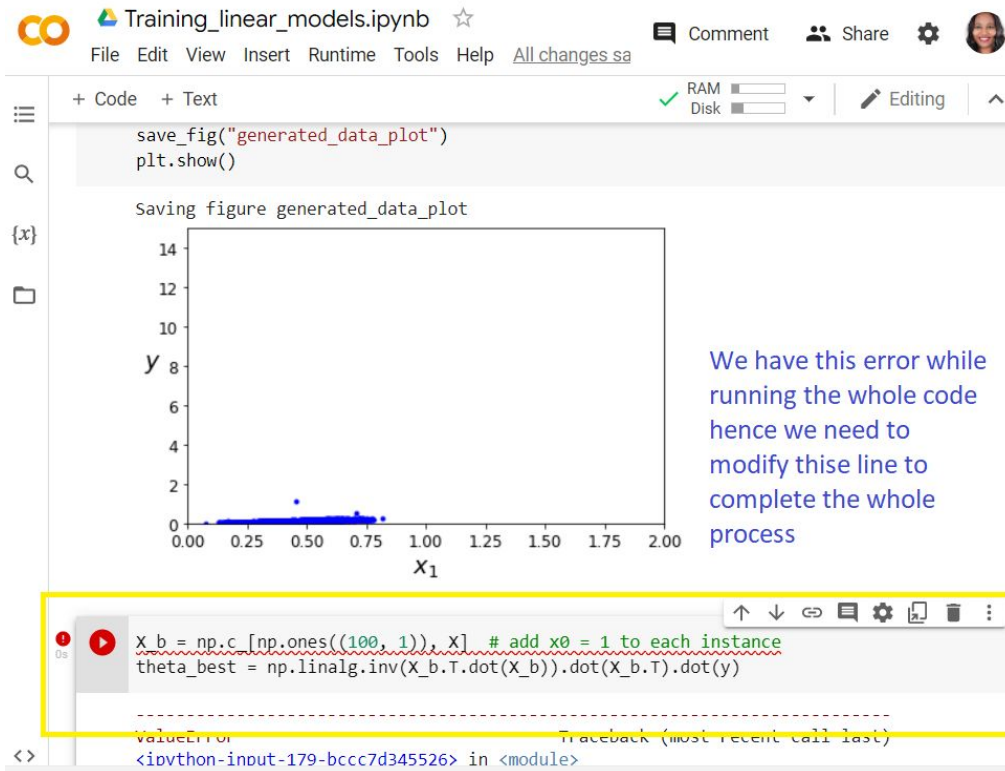 CO Training_linear_models.ipynb
Comment Share
File Edit View Insert Runtime Tools Help All changes sa
+ Code + Text
RAM
Disk
Editing
{x}
save_fig("generated_data_plot")
plt.show()
Saving figure generated_data_plot
14
12
10
y 8
6
4
2
0
0.00 0.25 0.50 0.75 1.00 1.25 1.50 1.75 2.00
x1
We have this error while
running the whole code
hence we need to
modify thise line to
complete the whole
process
0s
X_b = np.c_[np.ones((100, 1)), X] # add x0 = 1 to each instance
theta_best = np.linalg.inv(X_b.T.dot(X_b)).dot(X_b.T).dot(y)
---------------------------------------------------------------------------
ValueError Traceback (most recent call last)
<ipython-input-179-bccc7d345526> in <module>
<>